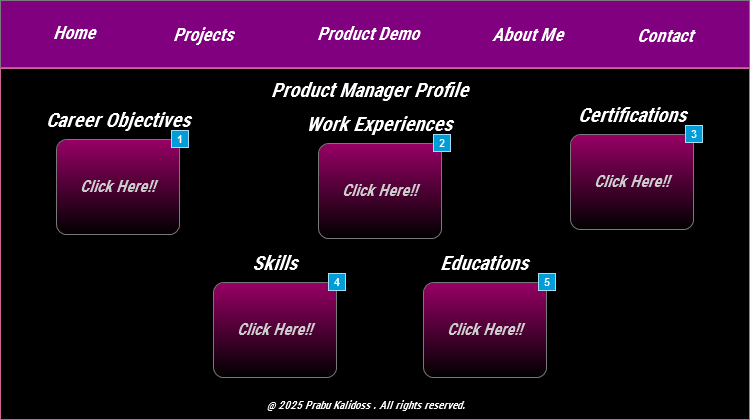 Home Projects Product Demo About Me Contact
Product Manager Profile
Career Objectives
1
Click Here!!
Work Experiences
2
Click Here!!
Certifications
3
Click Here!!
Skills
4
Click Here!!
Educations
5
Click Here!!
@ 2025 Prabu Kalidoss . All rights reserved.